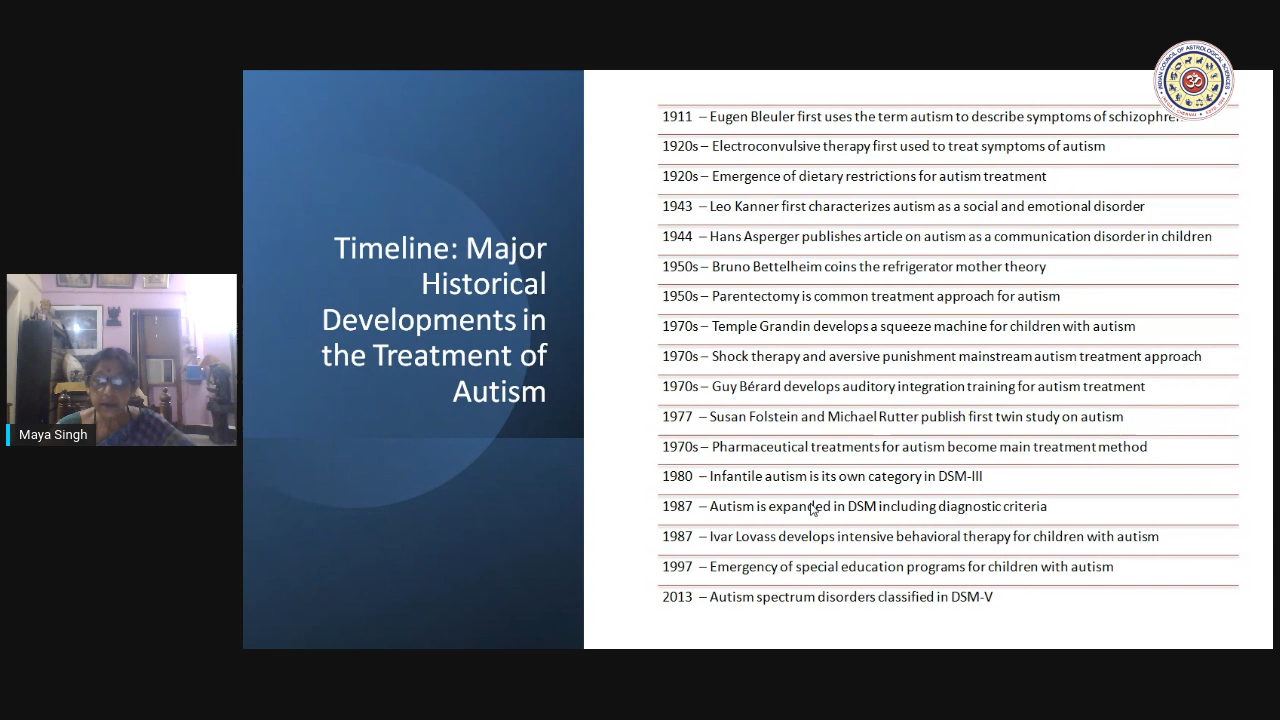 INDIAN COUNCIL OF ASTROLOGICAL SCIENCES
Timeline: Major
Historical
Developments in
the Treatment of
Autism
1911 – Eugen Bleuler first uses the term autism to describe symptoms of
1920s – Electroconvulsive therapy first used to treat symptoms of autism
1920s – Emergence of dietary restrictions for autism treatment
1943 – Leo Kanner first characterizes autism as a social and emotional disorder
1944 – Hans Asperger publishes article on autism as a communication disorder in children
1950s – Bruno Bettelheim coins the refrigerator mother theory
1950s – Parentectomy is common treatment approach for autism
1970s – Temple Grandin develops a squeeze machine for children with autism
1970s – Shock therapy and aversive punishment mainstream autism treatment approach
1970s – Guy Bérard develops auditory integration training for autism treatment
1977 – Susan Folstein and Michael Rutter publish first twin study on autism
1970s – Pharmaceutical treatments for autism become main treatment method
1980 – Infantile autism is its own category in DSM-III
1987 – Autism is expanded in DSM including diagnostic criteria
1987 – Ivar Lovass develops intensive behavioral therapy for children with autism
1997 – Emergency of special education programs for children with autism
2013 – Autism spectrum disorders classified in DSM-V
Maya Singh